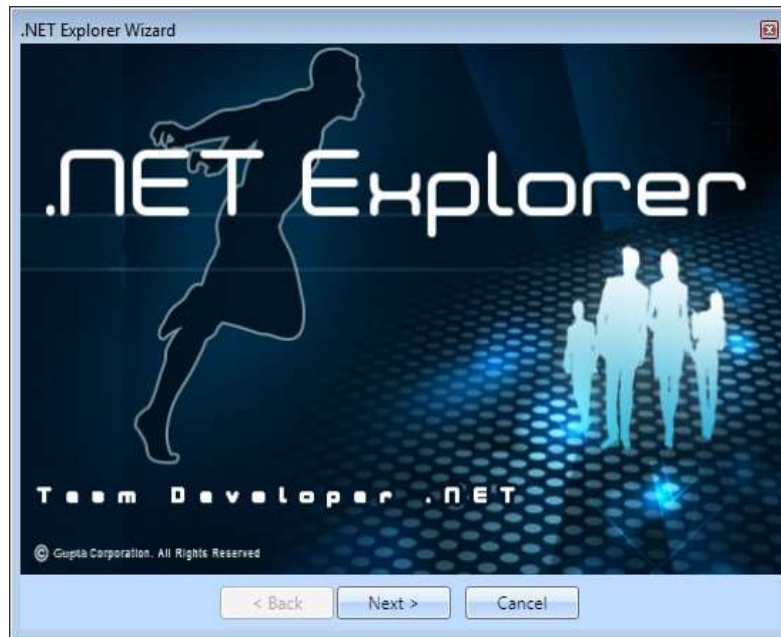 .NET Explorer Wizard
.NET Explorer
Team Developer .NET
© Gupta Corporation. All Rights Reserved
< Back Next > Cancel